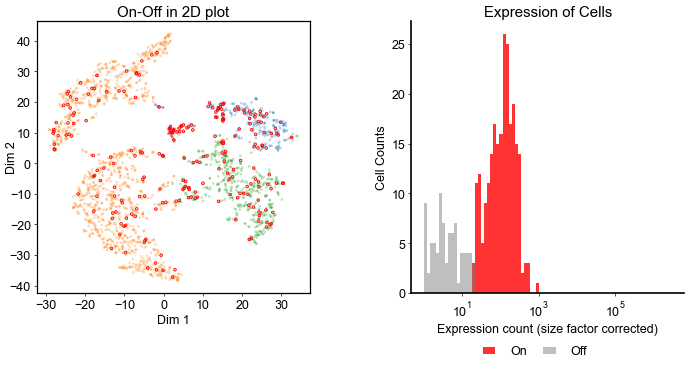 On-Off in 2D plot
Dim 2
40
30
20
10
0
−10
−20
−30
−40
−30 −20 −10 0 10 20 30
Dim 1
Expression of Cells
Cell Counts
25
20
15
10
5
0
10^1 10^3 10^5
Expression count (size factor corrected)
On Off